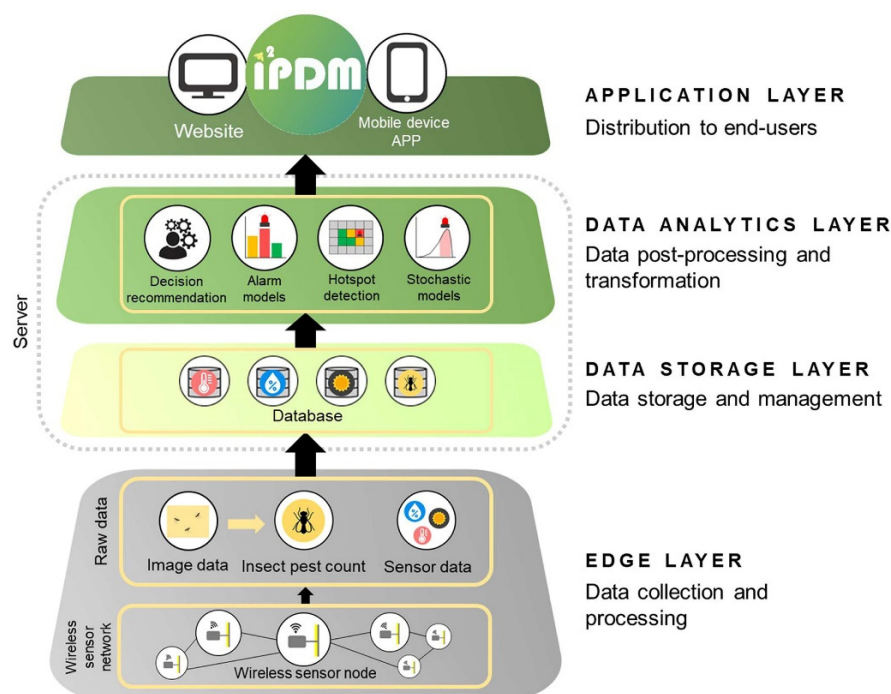 i²PDM
Website
Mobile device
APP
APPLICATION LAYER
Distribution to end-users
Server
Decision
recommendation
Alarm
models
Hotspot
detection
Stochastic
models
DATA ANALYTICS LAYER
Data post-processing and
transformation
%
Database
DATA STORAGE LAYER
Data storage and management
Raw data
Image data
Insect pest count
%
Sensor data
EDGE LAYER
Data collection and
processing
Wireless
sensor
network
Wireless sensor node